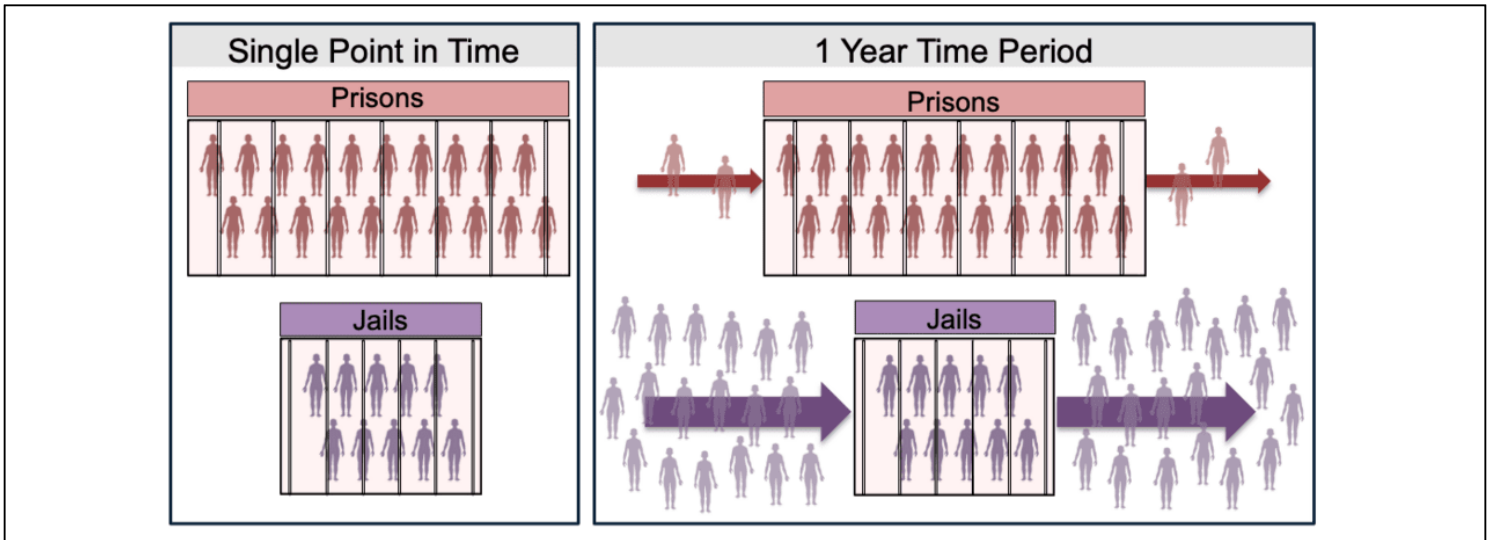 Single Point in Time
Prisons
Jails
1 Year Time Period
Prisons
Jails